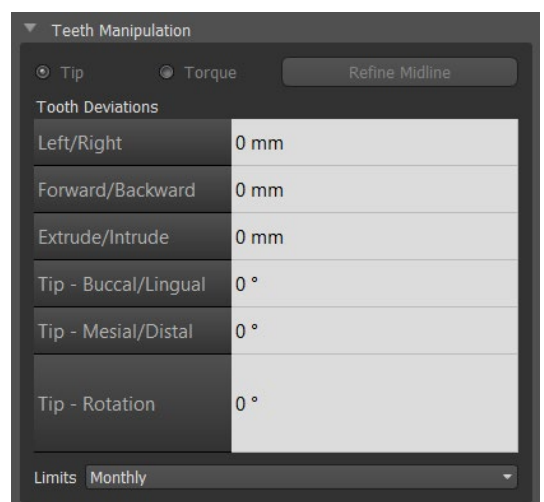 Teeth Manipulation
Tip Torque Refine Midline
Tooth Deviations
Left/Right 0 mm
Forward/Backward 0 mm
Extrude/Intrude 0 mm
Tip - Buccal/Lingual 0 °
Tip - Mesial/Distal 0 °
Tip - Rotation 0 °
Limits Monthly